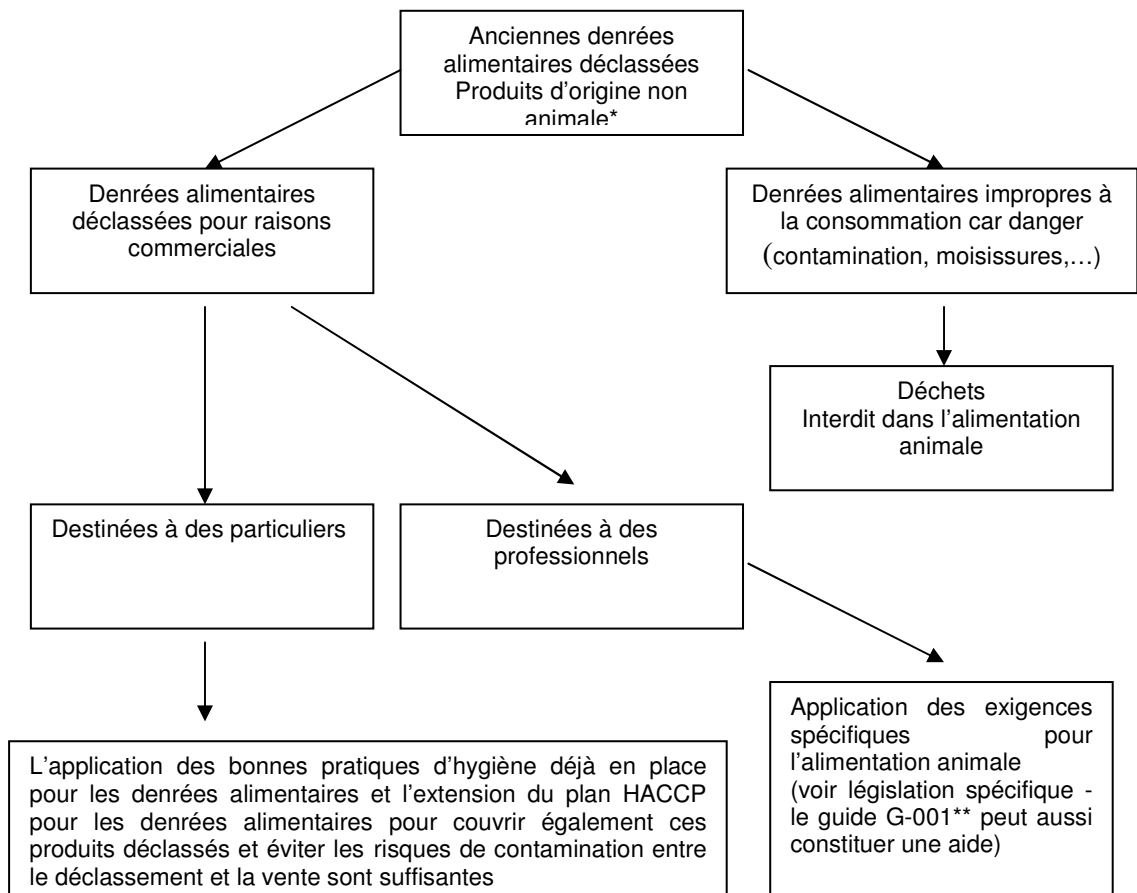 Anciennes denrées
alimentaires déclassées
Produits d'origine non
animale*
Denrées alimentaires
déclassées pour raisons
commerciales
Denrées alimentaires impropres à
la consommation car danger
(contamination, moisissures,…)
Déchets
Interdit dans l'alimentation
animale
Destinées à des particuliers
Destinées à des
professionnels
L'application des bonnes pratiques d'hygiène déjà en place
pour les denrées alimentaires et l'extension du plan HACCP
pour les denrées alimentaires pour couvrir également ces
produits déclassés et éviter les risques de contamination entre
le déclassement et la vente sont suffisantes
Application des exigences
spécifiques pour
l'alimentation animale
(voir législation spécifique -
le guide G-001** peut aussi
constituer une aide)